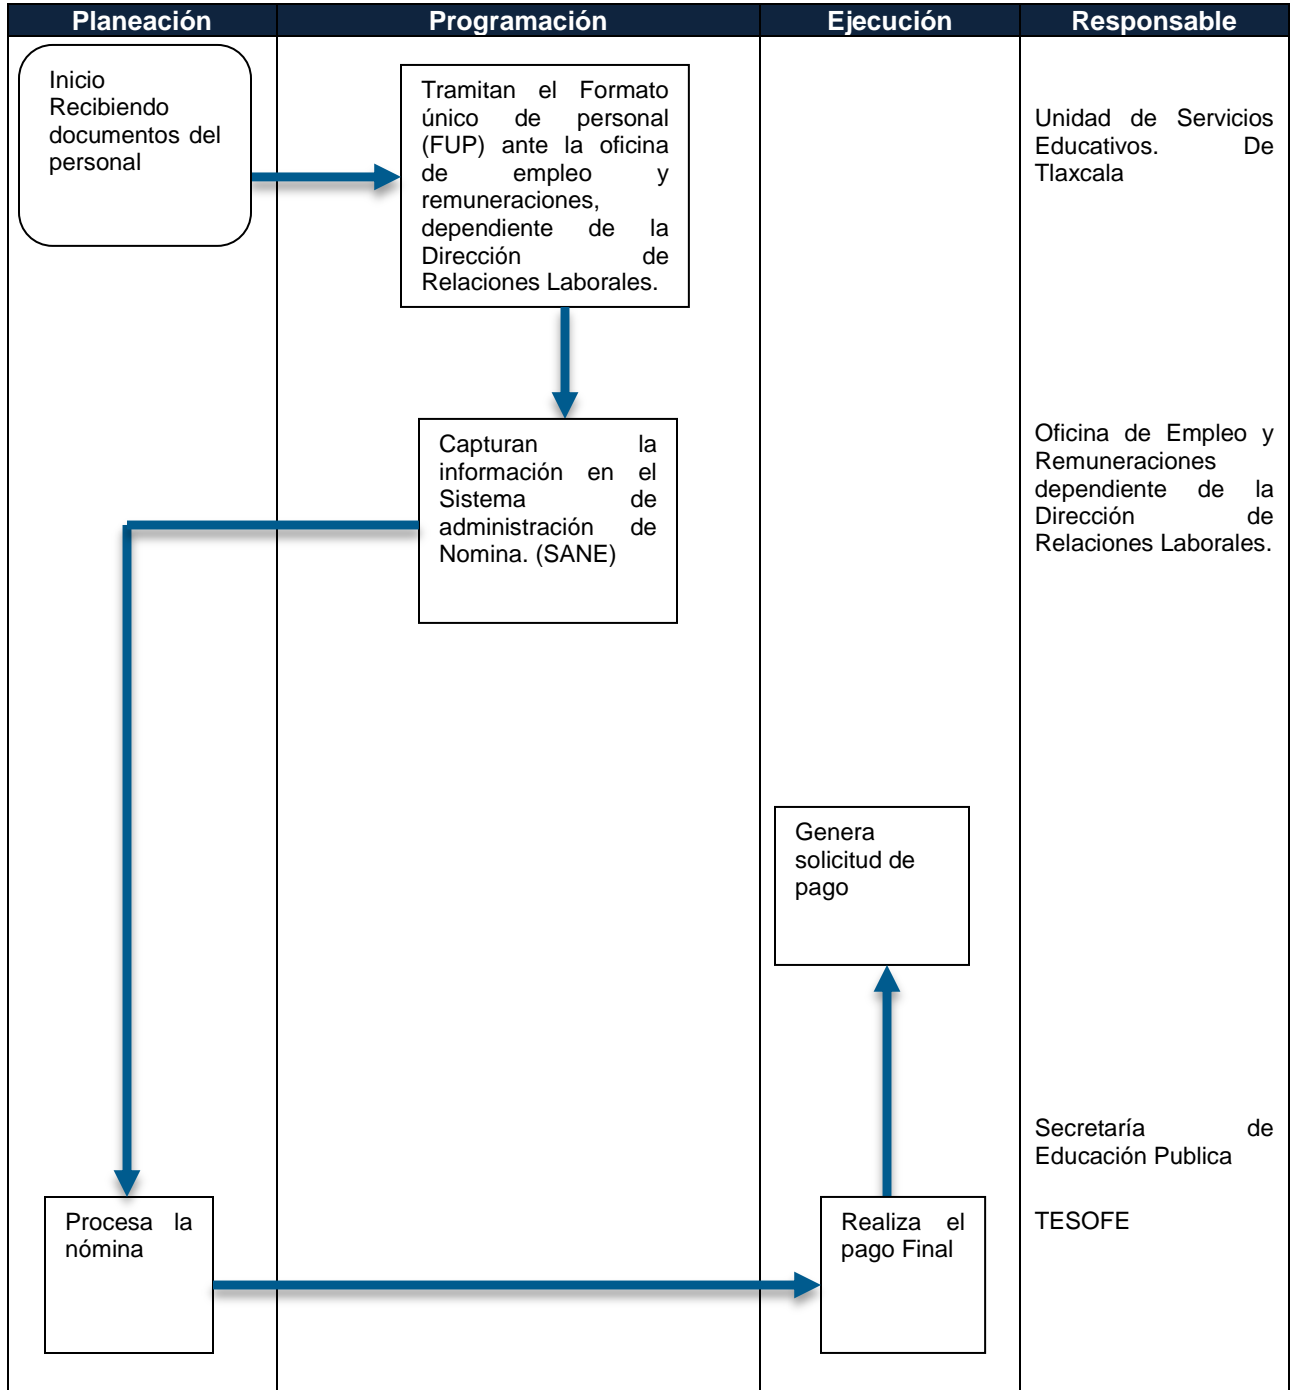 Planeación
Programación
Ejecución
Responsable
Inicio
Recibiendo
documentos del
personal
Tramitan el Formato
único de personal
(FUP) ante la oficina
de empleo y
remuneraciones,
dependiente de la
Dirección de
Relaciones Laborales.
Unidad de Servicios
Educativos. De
Tlaxcala
Capturan la
información en el
Sistema de
administración de
Nomina. (SANE)
Oficina de Empleo y
Remuneraciones
dependiente de la
Dirección de
Relaciones Laborales.
Genera
solicitud de
pago
Secretaría de
Educación Publica
Procesa la
nómina
Realiza el
pago Final
TESOFE